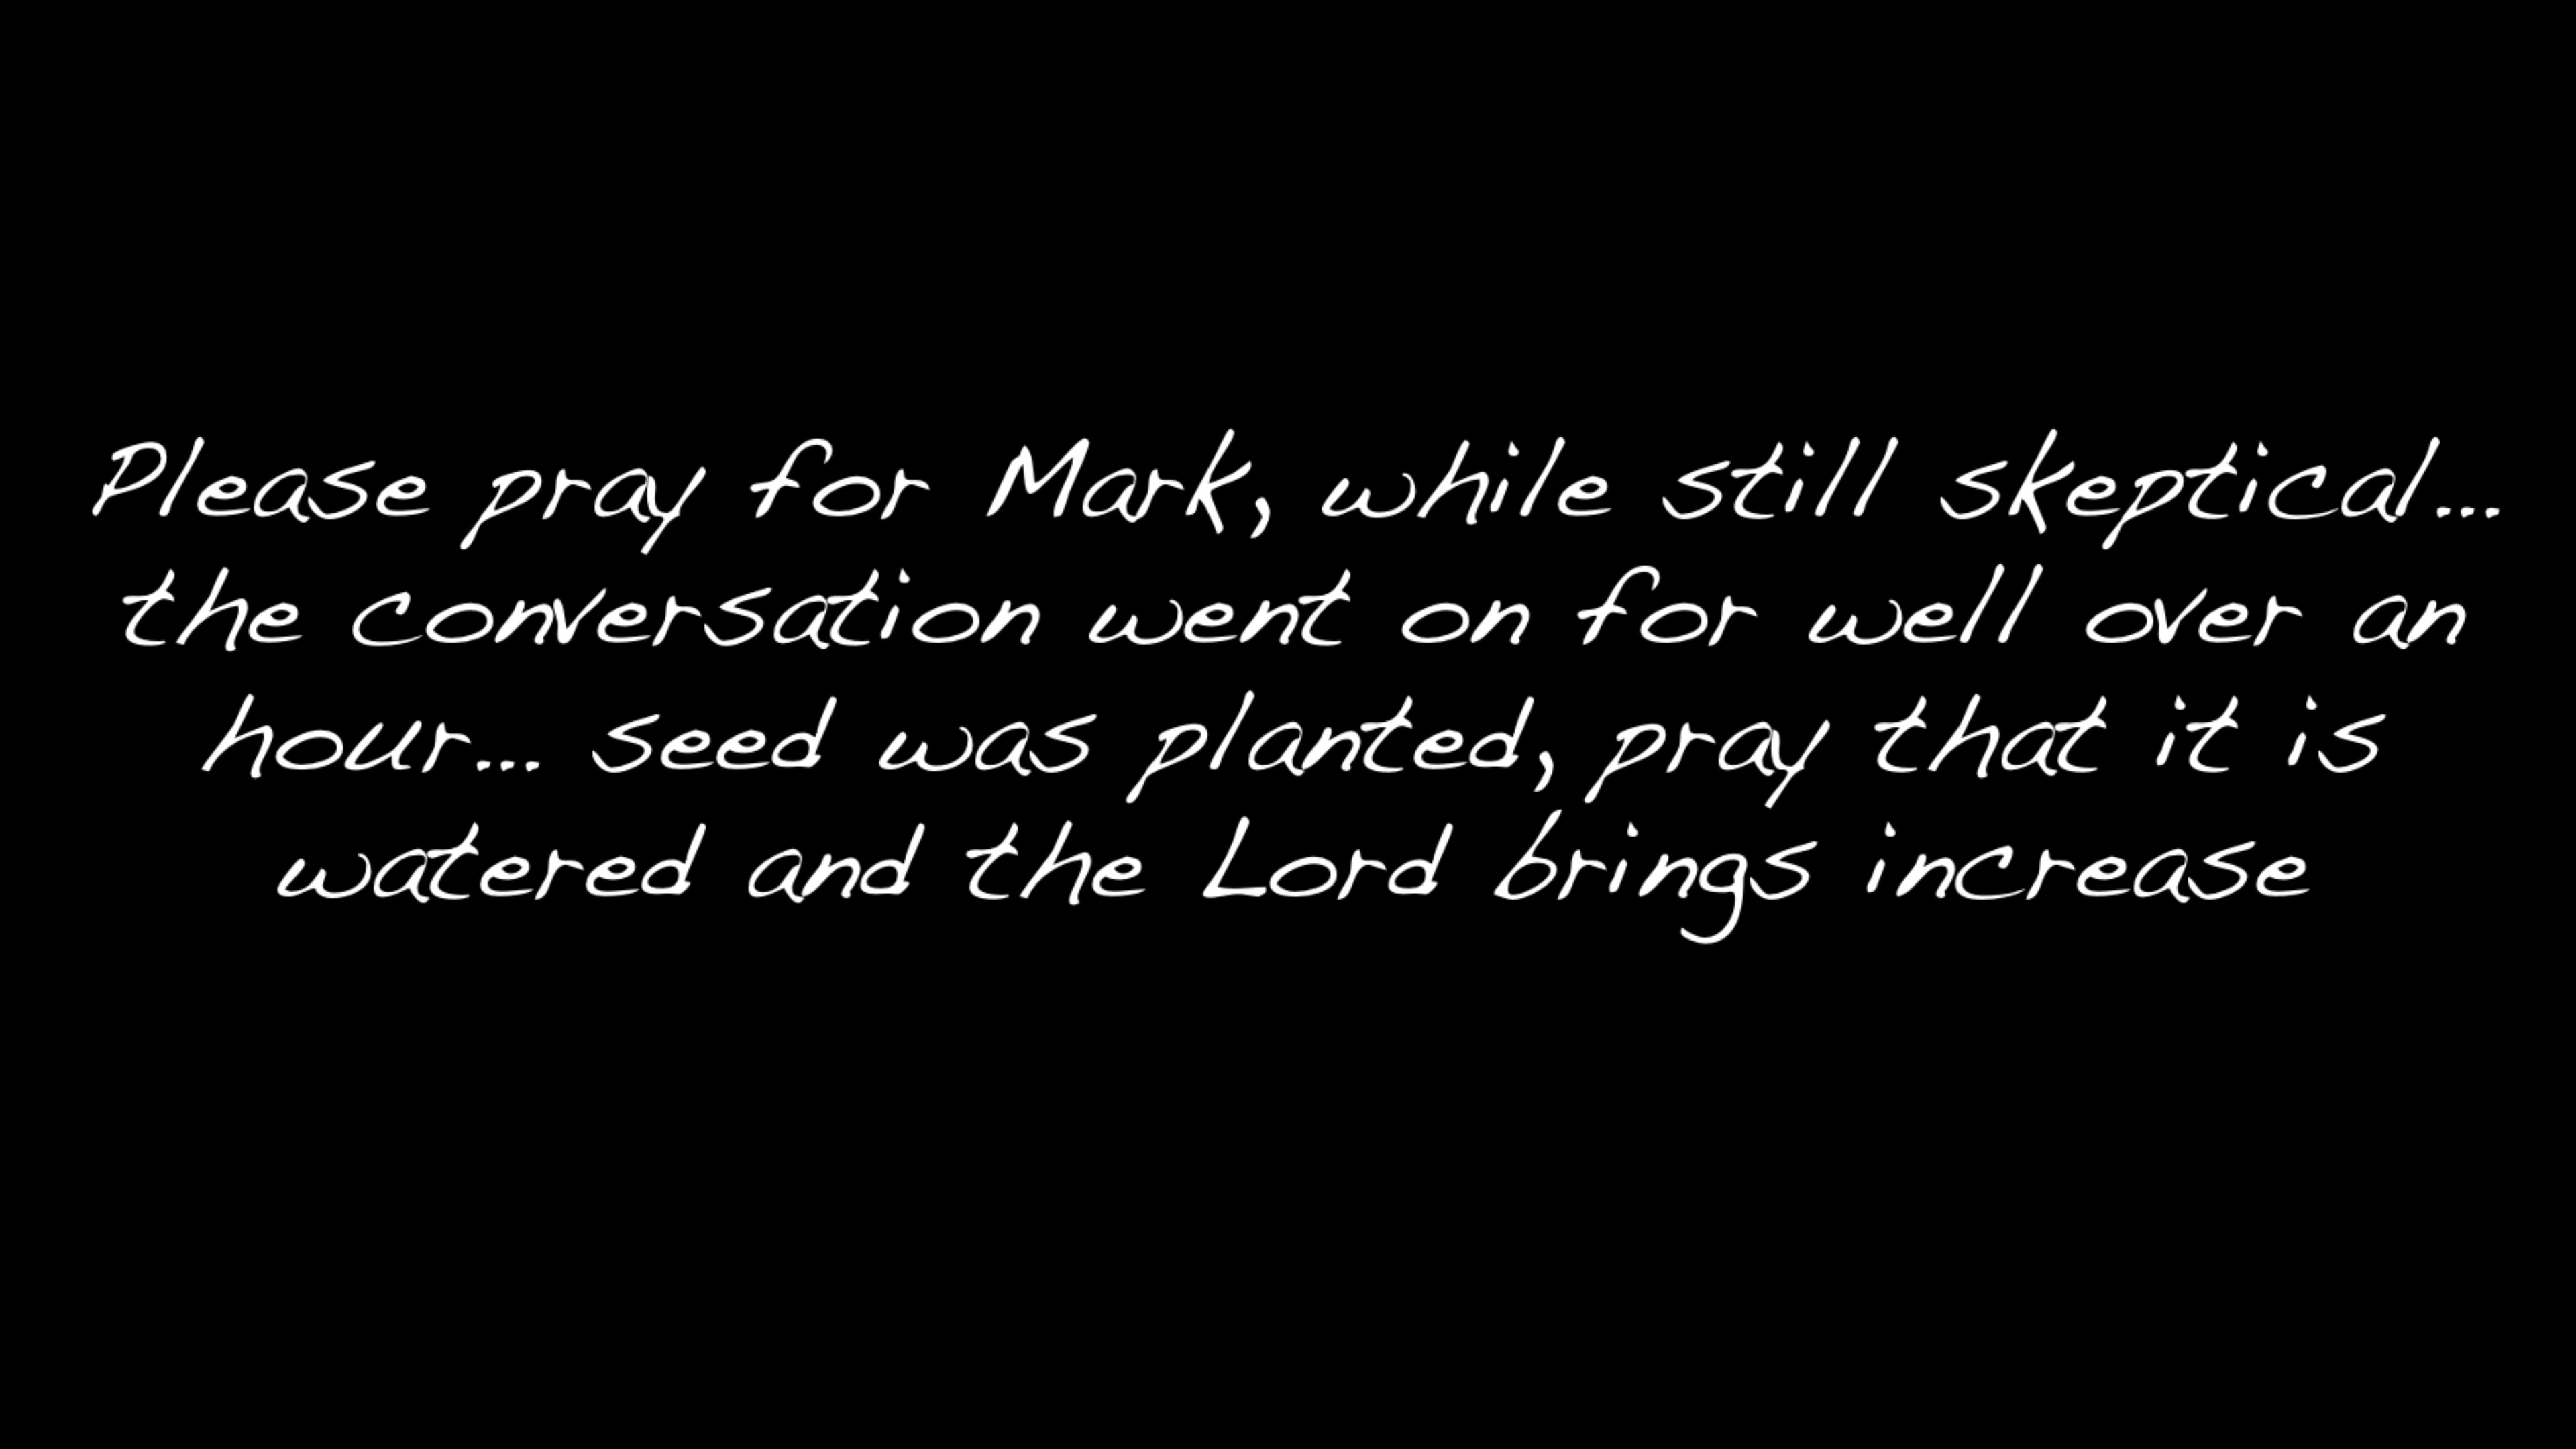 Please pray for Mark, while still skeptical...
the conversation went on for well over an
hour... seed was planted, pray that it is
watered and the Lord brings increase